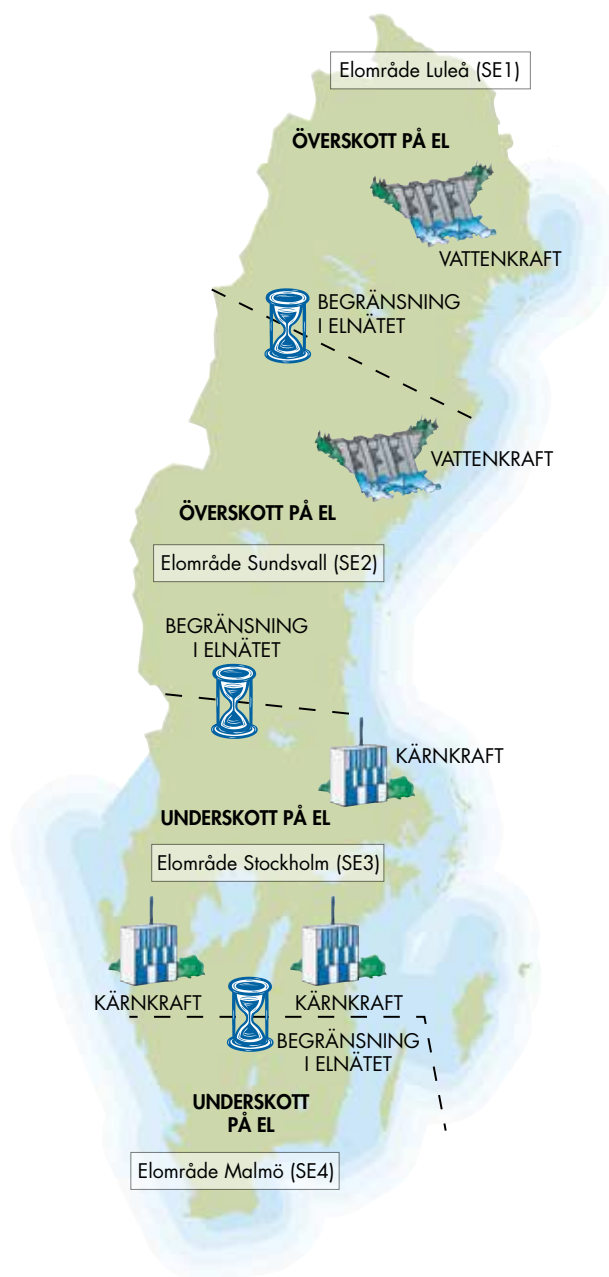 Elområde Luleå (SE1)
ÖVERSKOTT PÅ EL
VATTENKRAFT
BEGRÄNSNING
I ELNÄTET
VATTENKRAFT
ÖVERSKOTT PÅ EL
Elområde Sundsvall (SE2)
BEGRÄNSNING
I ELNÄTET
KÄRNKRAFT
UNDERSKOTT PÅ EL
Elområde Stockholm (SE3)
KÄRNKRAFT
KÄRNKRAFT
BEGRÄNSNING
I ELNÄTET
UNDERSKOTT
PÅ EL
Elområde Malmö (SE4)